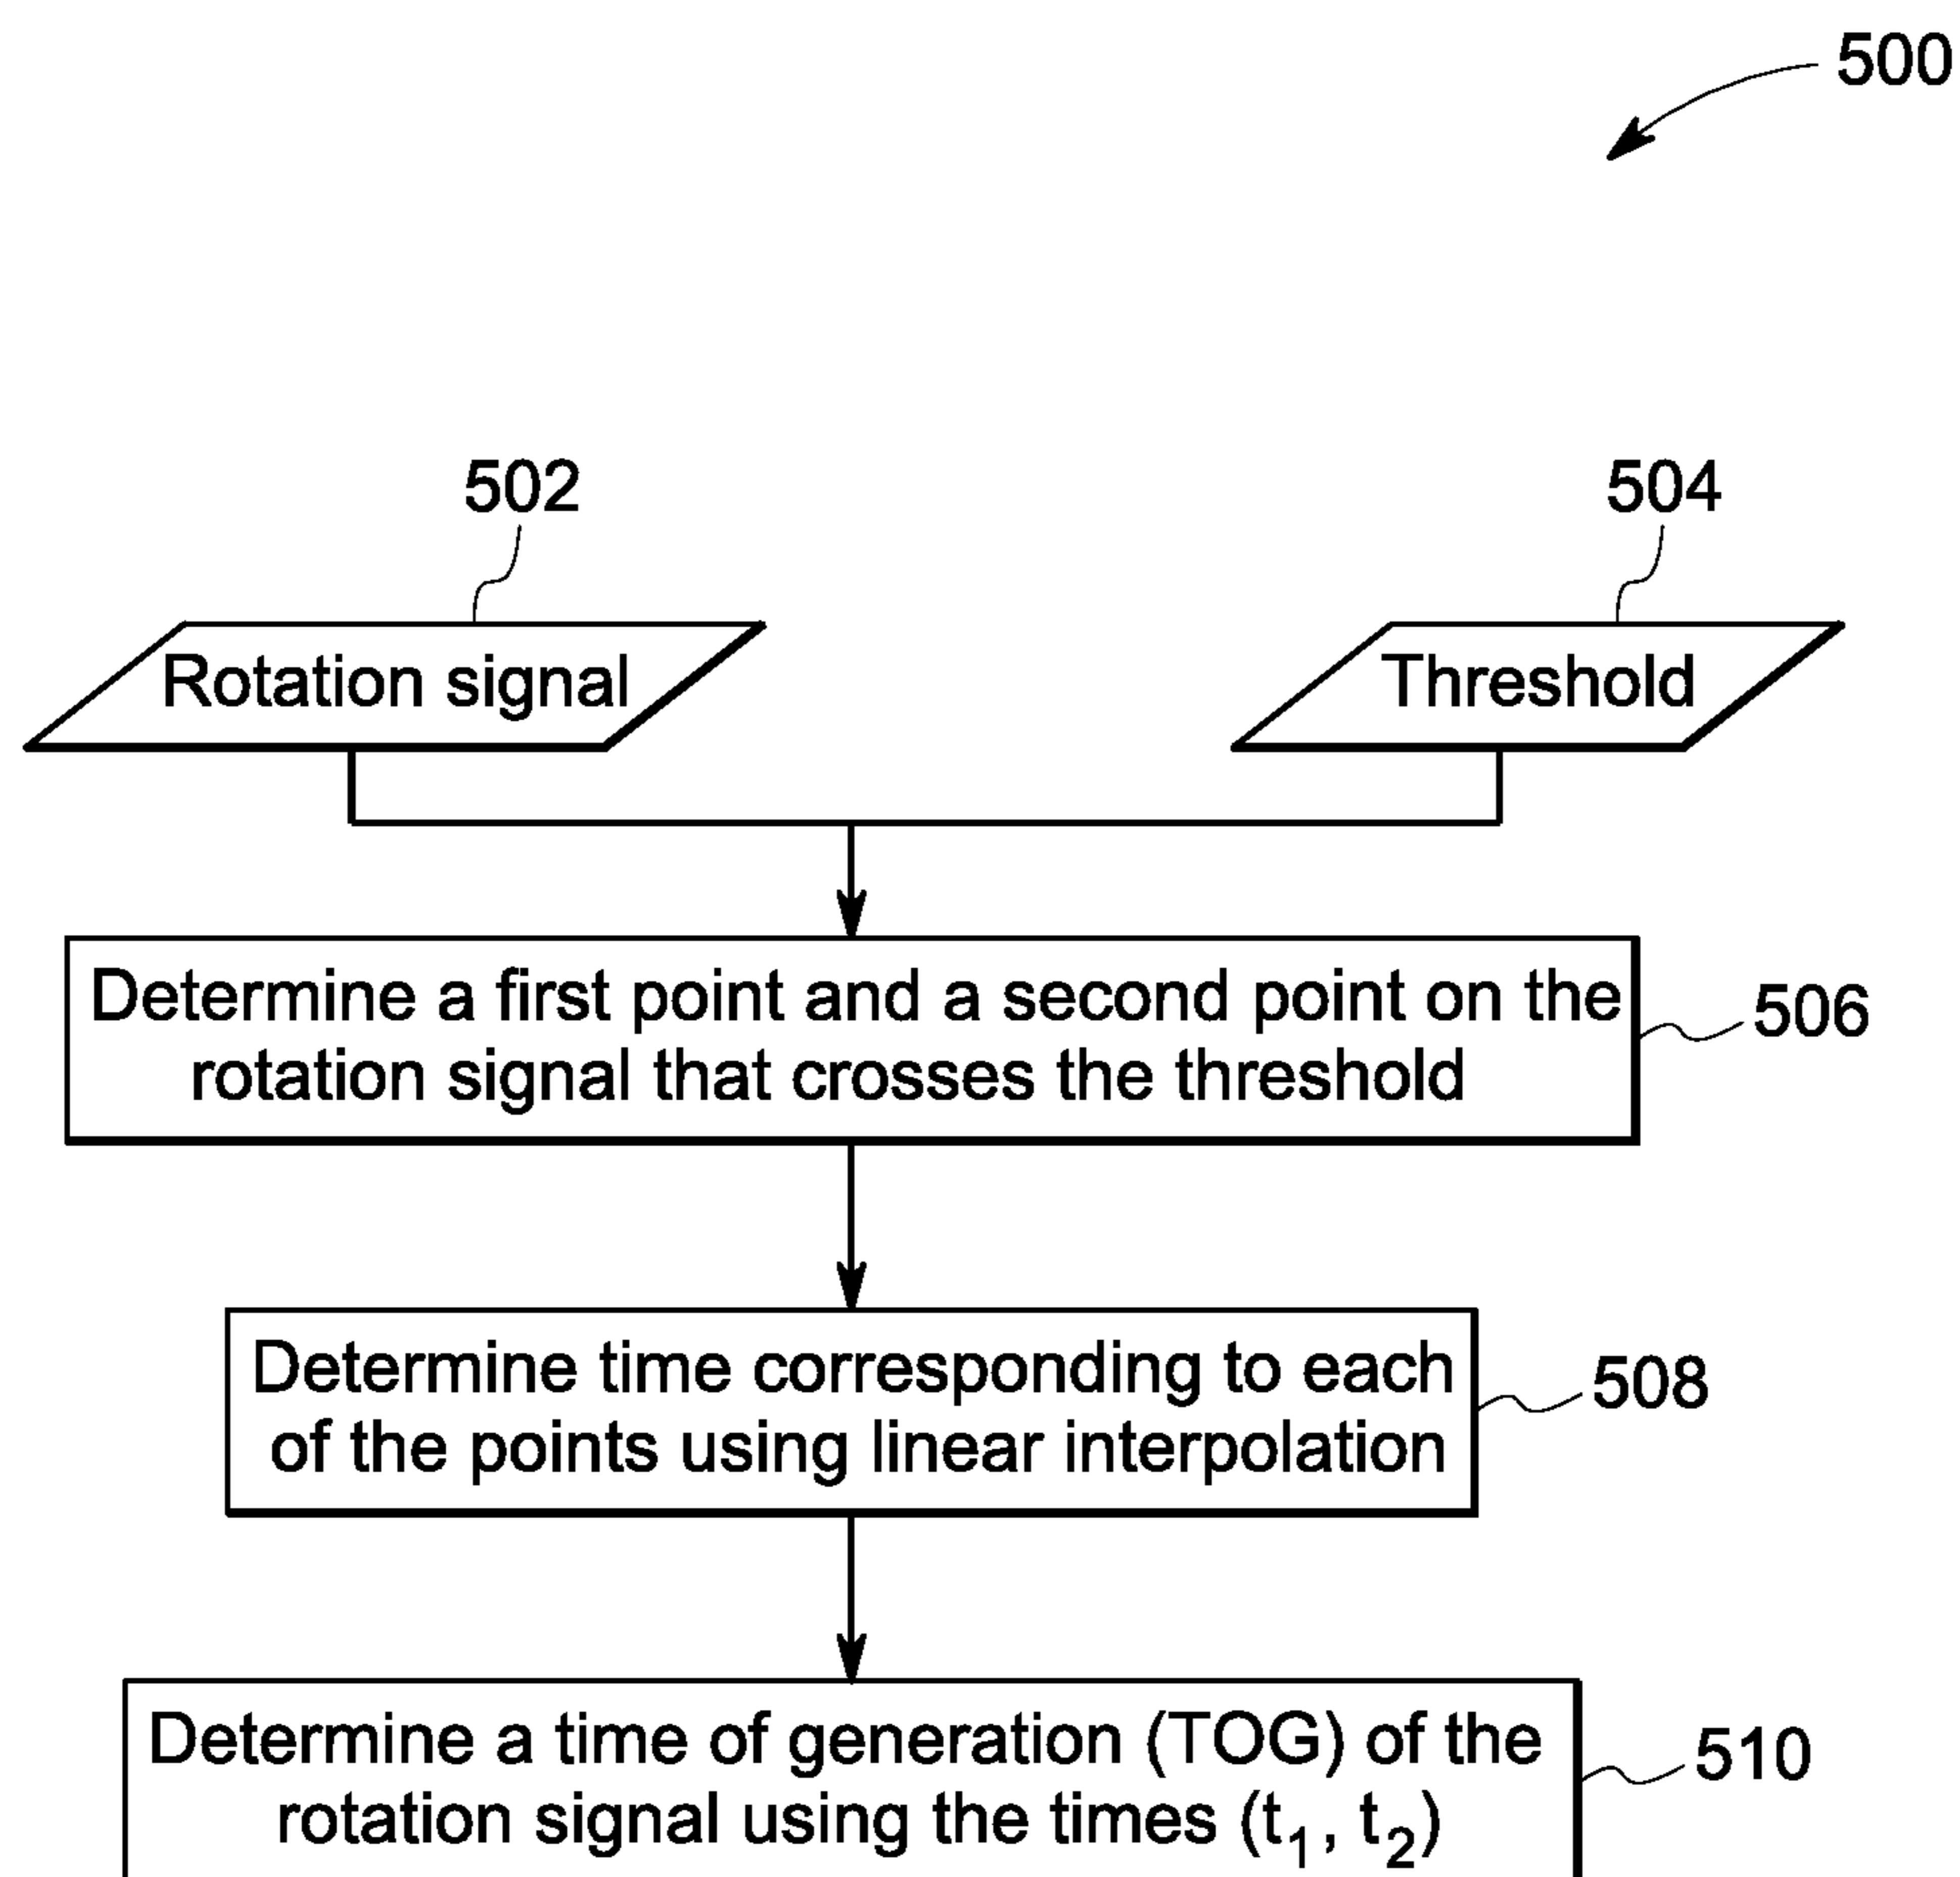 500
502
504
Rotation signal
Threshold
Determine a first point and a second point on the
rotation signal that crosses the threshold
506
Determine time corresponding to each
of the points using linear interpolation
508
Determine a time of generation (TOG) of the
rotation signal using the times (t₁, t₂)
510